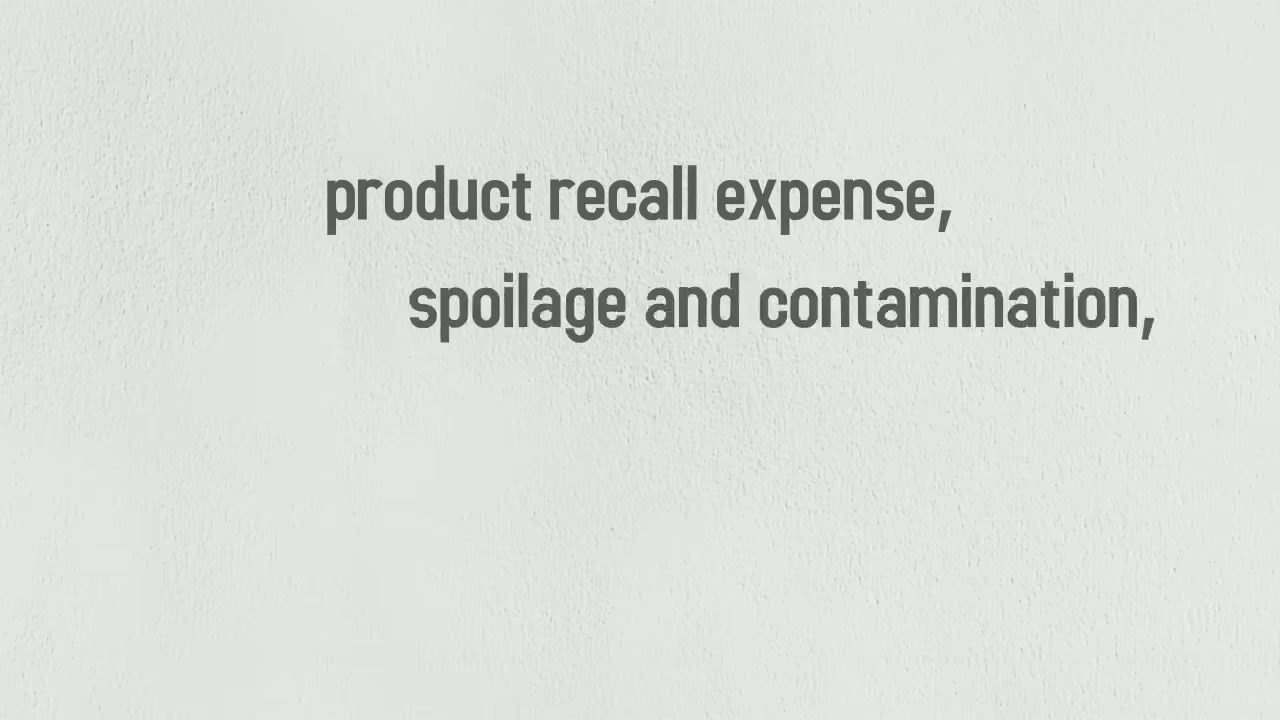 product recall expense,
spoilage and contamination,